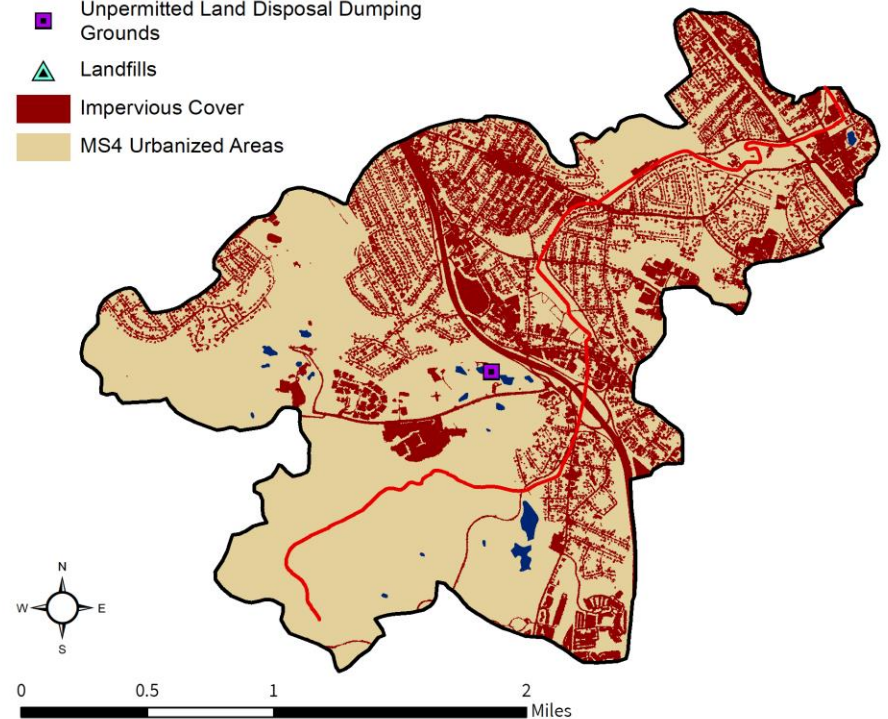 Unpermitted Land Disposal Dumping
Grounds
Landfills
Impervious Cover
MS4 Urbanized Areas
N
W E
S
0 0.5 1 2
Miles